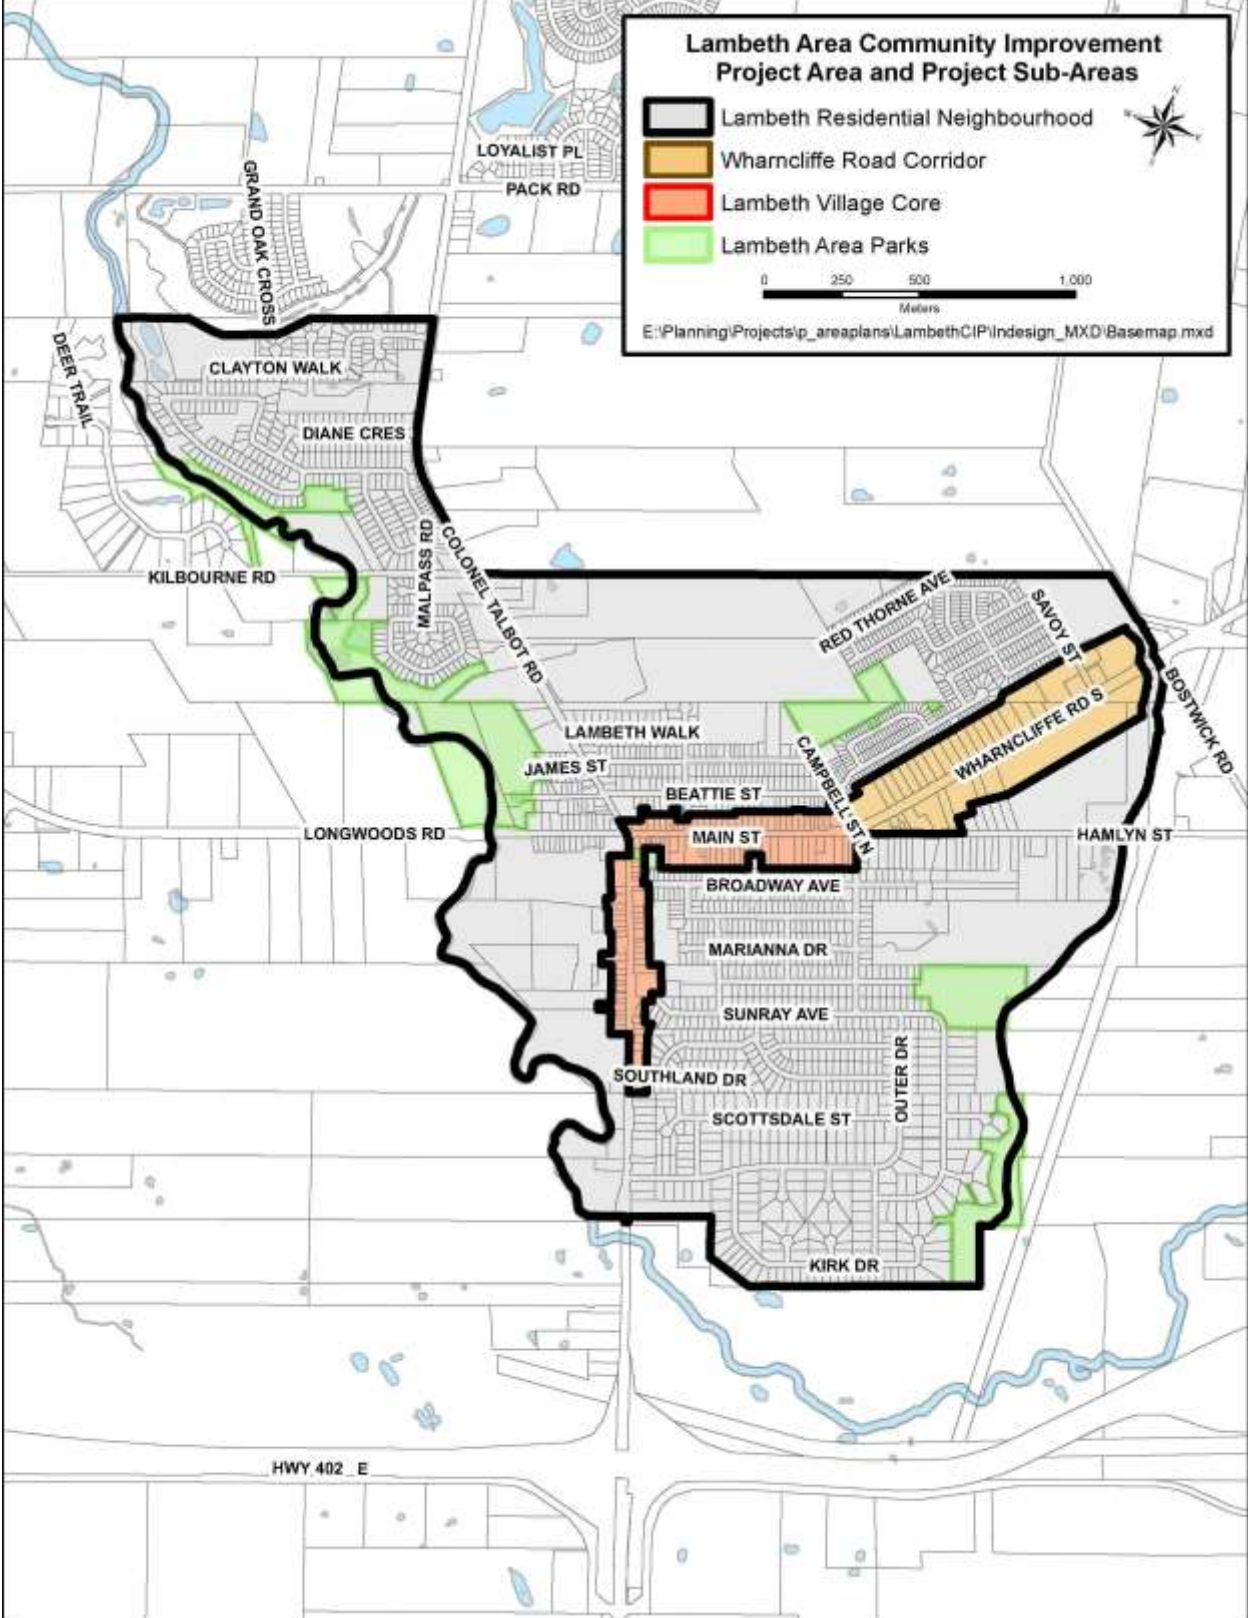 Lambeth Area Community Improvement
Project Area and Project Sub-Areas
Lambeth Residential Neighbourhood
Wharncliffe Road Corridor
Lambeth Village Core
Lambeth Area Parks
N
0 250 500 1,000
Meters
E:\Planning\Projects\p_areaplans\LambethCIP\Indesign_MXD\Basemap.mxd
LOYALIST PL
PACK RD
GRAND OAK CROSS
DEER TRAIL
CLAYTON WALK
DIANE CRES
MALPASS RD
COLONEL TALBOT RD
KILBOURNE RD
RED THORNE AVE
SAVOY ST
BOSTWICK RD
WHARNCLIFFE RD S
LAMBETH WALK
JAMES ST
CAMPBELL ST N
BEATTIE ST
LONGWOODS RD
MAIN ST
HAMLYN ST
BROADWAY AVE
MARIANNA DR
SUNRAY AVE
OUTER DR
SOUTHLAND DR
SCOTTSDALE ST
KIRK DR
HWY 402 E